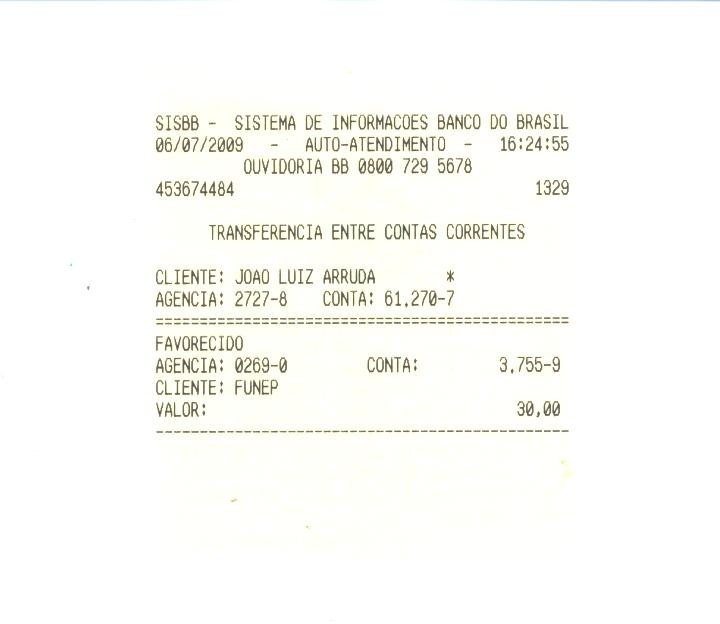 SISBB - SISTEMA DE INFORMACOES BANCO DO BRASIL
06/07/2009 - AUTO-ATENDIMENTO - 16:24:55
OUVIDORIA BB 0800 729 5678
453674484 1329
TRANSFERENCIA ENTRE CONTAS CORRENTES
CLIENTE: JOAO LUIZ ARRUDA *
AGENCIA: 2727-8 CONTA: 61.270-7
===============================================
FAVORECIDO
AGENCIA: 0269-0 CONTA: 3.755-9
CLIENTE: FUNEP
VALOR: 30,00
-----------------------------------------------